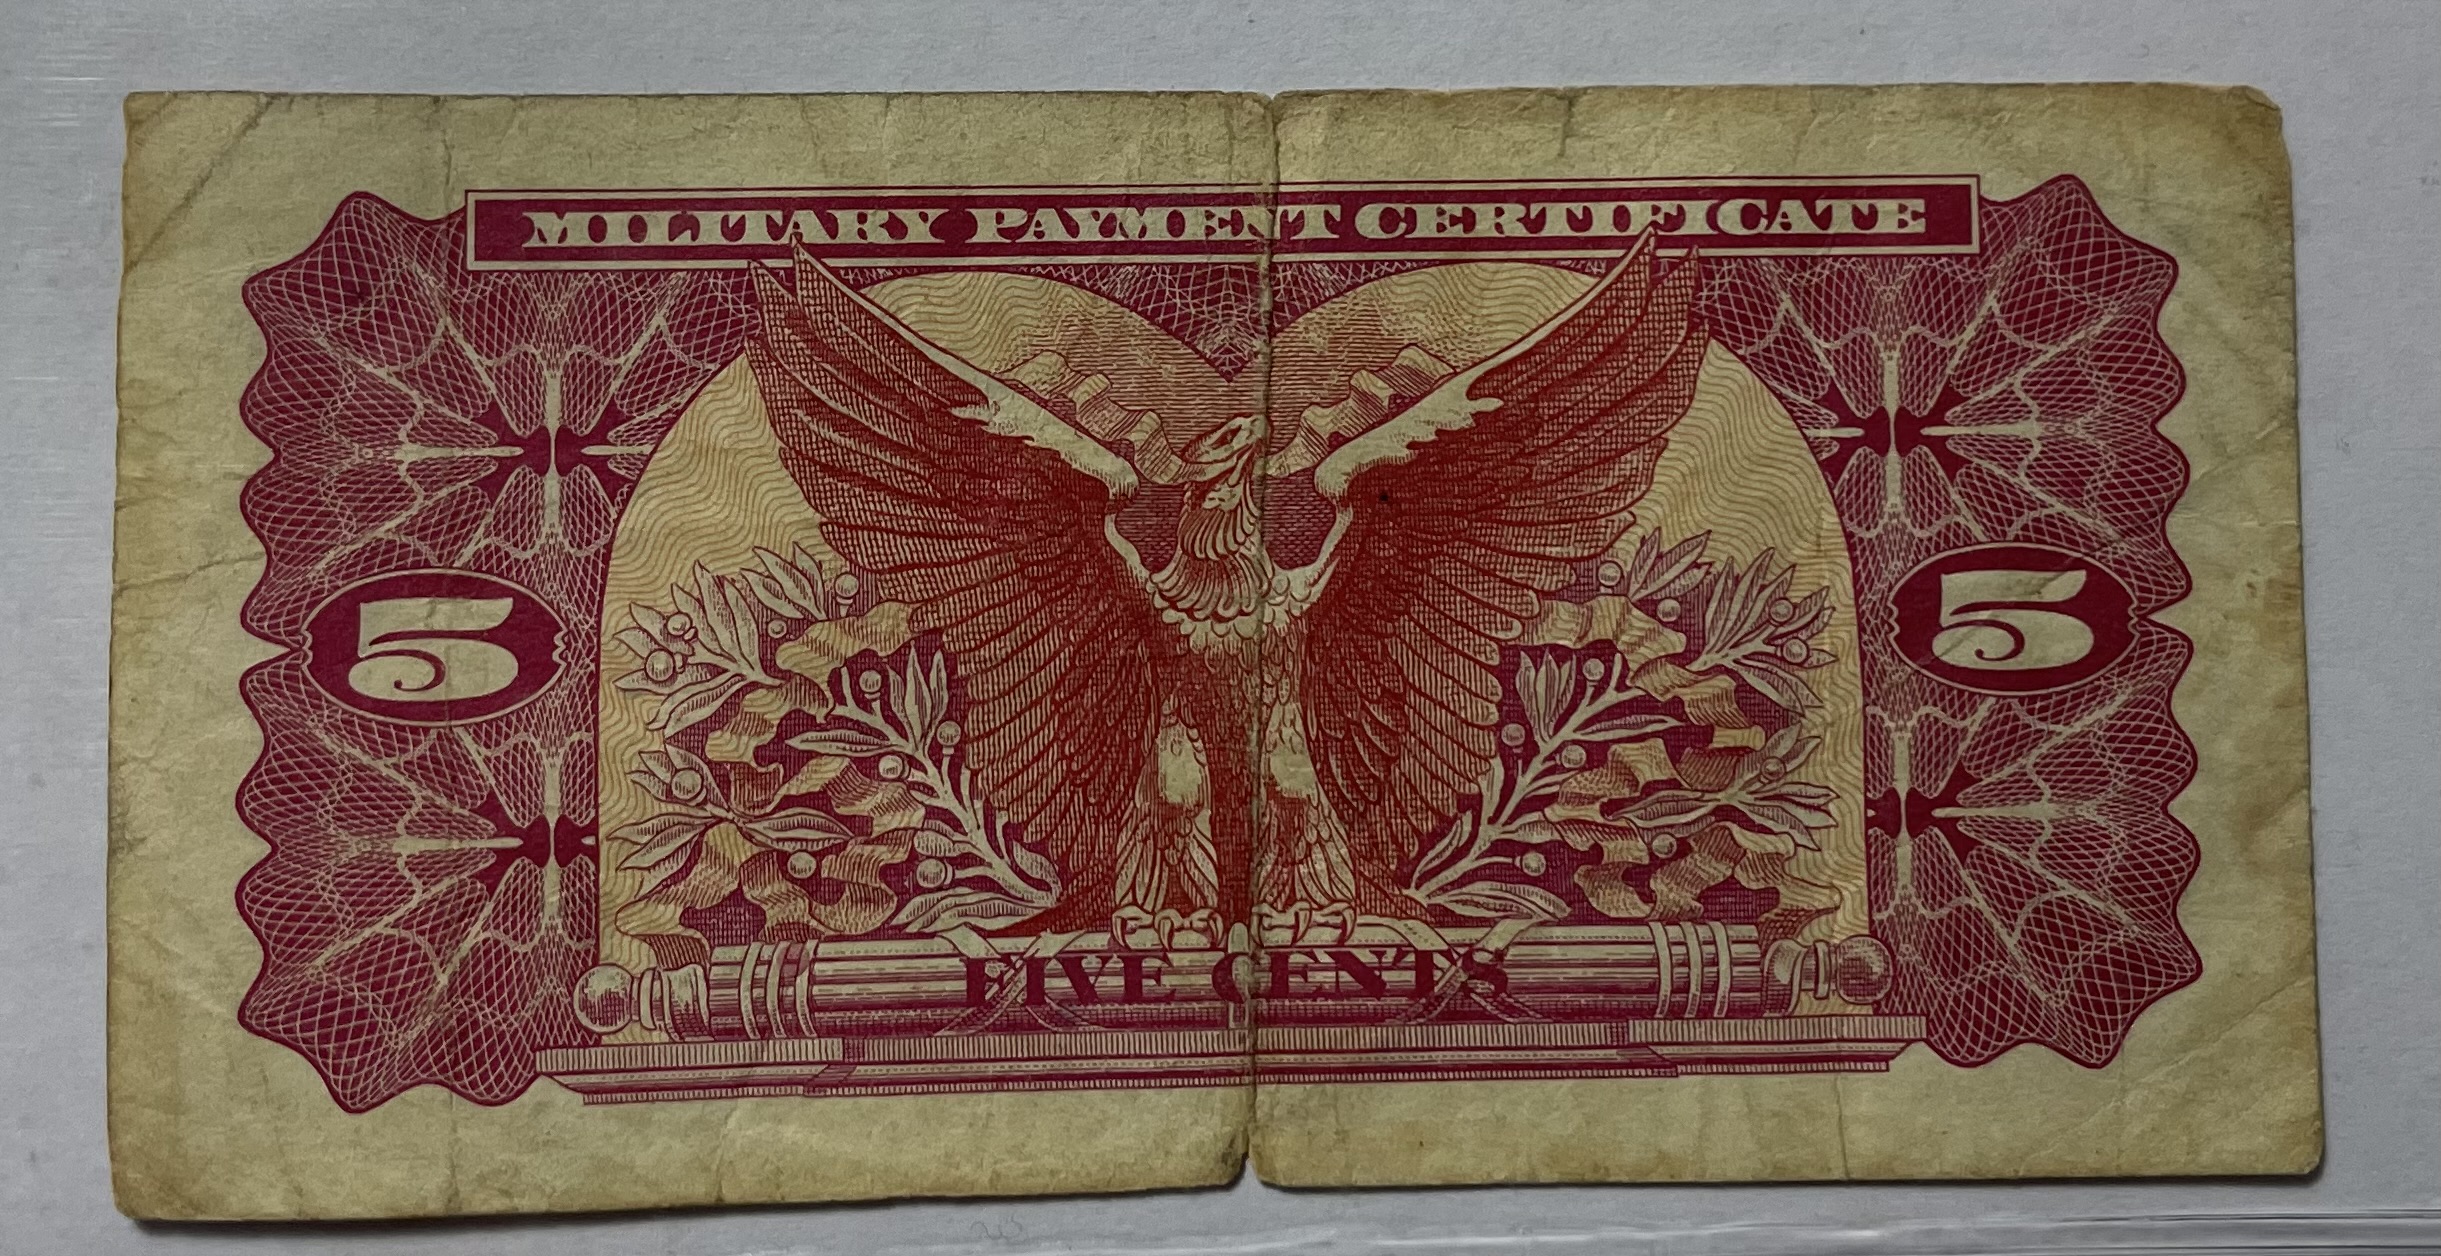 MILITARY PAYMENT CERTIFICATE
5 5
FIVE CENTS